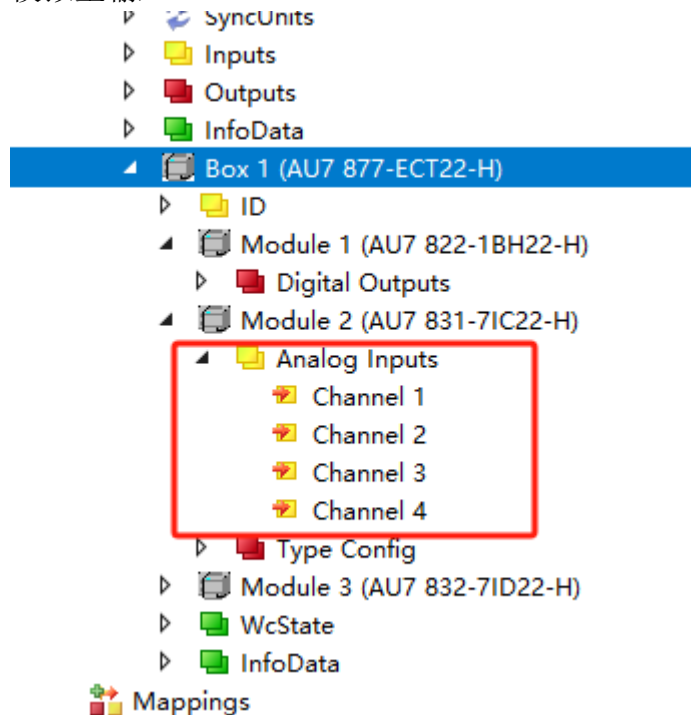 SyncUnits
Inputs
Outputs
InfoData
Box 1 (AU7 877-ECT22-H)
ID
Module 1 (AU7 822-1BH22-H)
Digital Outputs
Module 2 (AU7 831-7IC22-H)
Analog Inputs
Channel 1
Channel 2
Channel 3
Channel 4
Type Config
Module 3 (AU7 832-7ID22-H)
WcState
InfoData
Mappings